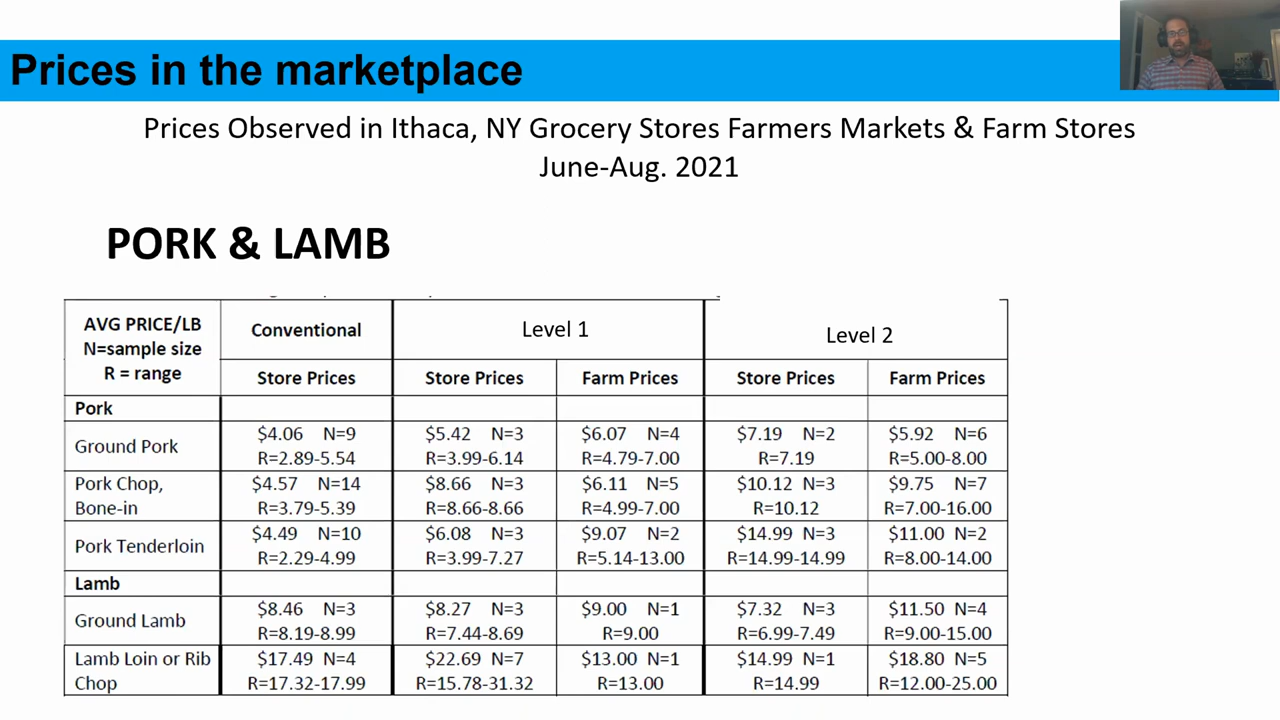 Prices in the marketplace
Prices Observed in Ithaca, NY Grocery Stores Farmers Markets & Farm Stores
June-Aug. 2021
PORK & LAMB
AVG PRICE/LB
N=sample size
R = range
Conventional
Level 1
Level 2
Store Prices
Store Prices
Farm Prices
Store Prices
Farm Prices
Pork
Ground Pork
$4.06 N=9
R=2.89-5.54
$5.42 N=3
R=3.99-6.14
$6.07 N=4
R=4.79-7.00
$7.19 N=2
R=7.19
$5.92 N=6
R=5.00-8.00
Pork Chop,
Bone-in
$4.57 N=14
R=3.79-5.39
$8.66 N=3
R=8.66-8.66
$6.11 N=5
R=4.99-7.00
$10.12 N=3
R=10.12
$9.75 N=7
R=7.00-16.00
Pork Tenderloin
$4.49 N=10
R=2.29-4.99
$6.08 N=3
R=3.99-7.27
$9.07 N=2
R=5.14-13.00
$14.99 N=3
R=14.99-14.99
$11.00 N=2
R=8.00-14.00
Lamb
Ground Lamb
$8.46 N=3
R=8.19-8.99
$8.27 N=3
R=7.44-8.69
$9.00 N=1
R=9.00
$7.32 N=3
R=6.99-7.49
$11.50 N=4
R=9.00-15.00
Lamb Loin or Rib
Chop
$17.49 N=4
R=17.32-17.99
$22.69 N=7
R=15.78-31.32
$13.00 N=1
R=13.00
$14.99 N=1
R=14.99
$18.80 N=5
R=12.00-25.00